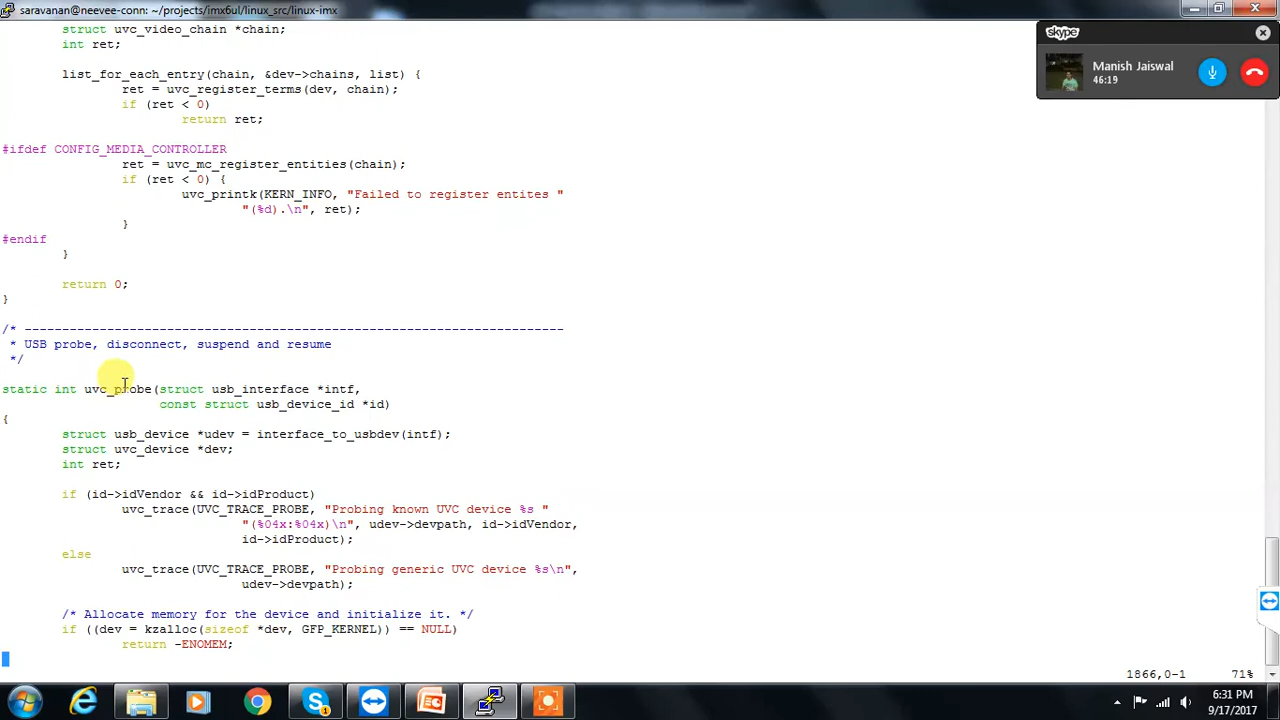 saravanan@neevee-conn: ~/projects/imx6ul/linux_src/linux-imx
struct uvc_video_chain *chain;
int ret;
list_for_each_entry(chain, &dev->chains, list) {
ret = uvc_register_terms(dev, chain);
if (ret < 0)
return ret;
#ifdef CONFIG_MEDIA_CONTROLLER
ret = uvc_mc_register_entities(chain);
if (ret < 0) {
uvc_printk(KERN_INFO, "Failed to register entites "
"(%d).\n", ret);
}
#endif
}
return 0;
}
/* ------------------------------------------------------------------------
* USB probe, disconnect, suspend and resume
*/
static int uvc_probe(struct usb_interface *intf,
const struct usb_device_id *id)
{
struct usb_device *udev = interface_to_usbdev(intf);
struct uvc_device *dev;
int ret;
if (id->idVendor && id->idProduct)
uvc_trace(UVC_TRACE_PROBE, "Probing known UVC device %s "
"(%04x:%04x)\n", udev->devpath, id->idVendor,
id->idProduct);
else
uvc_trace(UVC_TRACE_PROBE, "Probing generic UVC device %s\n",
udev->devpath);
/* Allocate memory for the device and initialize it. */
if ((dev = kzalloc(sizeof *dev, GFP_KERNEL)) == NULL)
return -ENOMEM;
1866,0-1 71%
skype
Manish Jaiswal
46:19
6:31 PM
9/17/2017